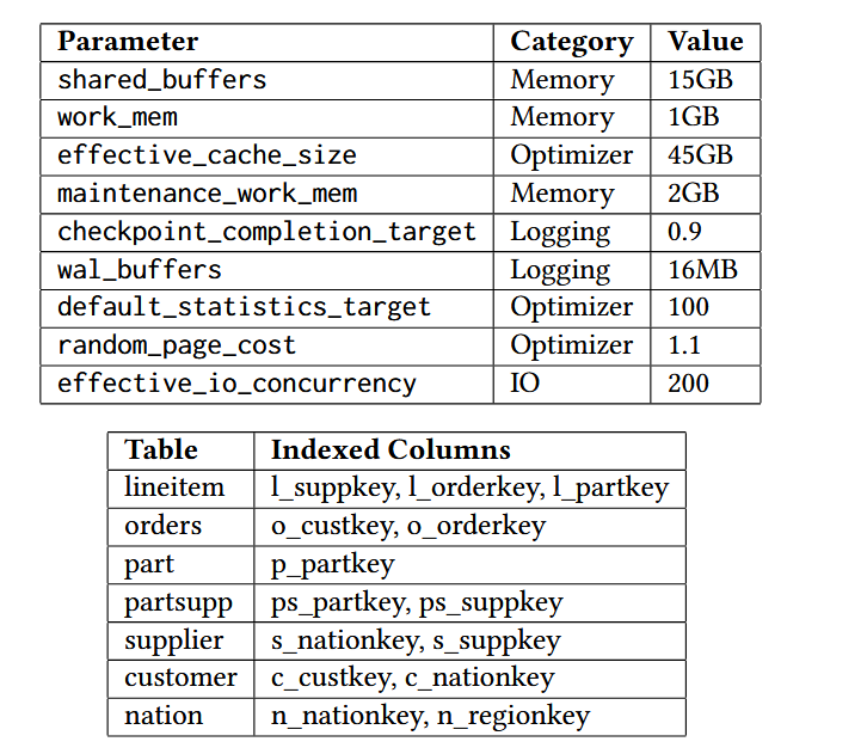 Parameter Category Value
shared_buffers Memory 15GB
work_mem Memory 1GB
effective_cache_size Optimizer 45GB
maintenance_work_mem Memory 2GB
checkpoint_completion_target Logging 0.9
wal_buffers Logging 16MB
default_statistics_target Optimizer 100
random_page_cost Optimizer 1.1
effective_io_concurrency IO 200
Table Indexed Columns
lineitem l_suppkey, l_orderkey, l_partkey
orders o_custkey, o_orderkey
part p_partkey
partsupp ps_partkey, ps_suppkey
supplier s_nationkey, s_suppkey
customer c_custkey, c_nationkey
nation n_nationkey, n_regionkey